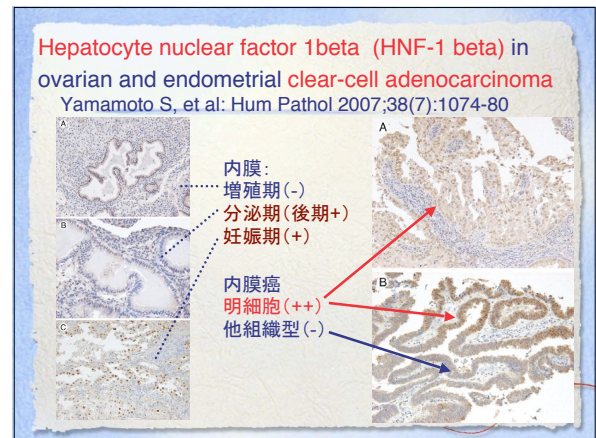 Hepatocyte nuclear factor 1beta (HNF-1 beta) in
ovarian and endometrial clear-cell adenocarcinoma
Yamamoto S, et al: Hum Pathol 2007;38(7):1074-80
A
B
C
内膜:
増殖期(-)
分泌期(後期+)
妊娠期(+)
内膜癌
明細胞(++)
他組織型(-)
A
B